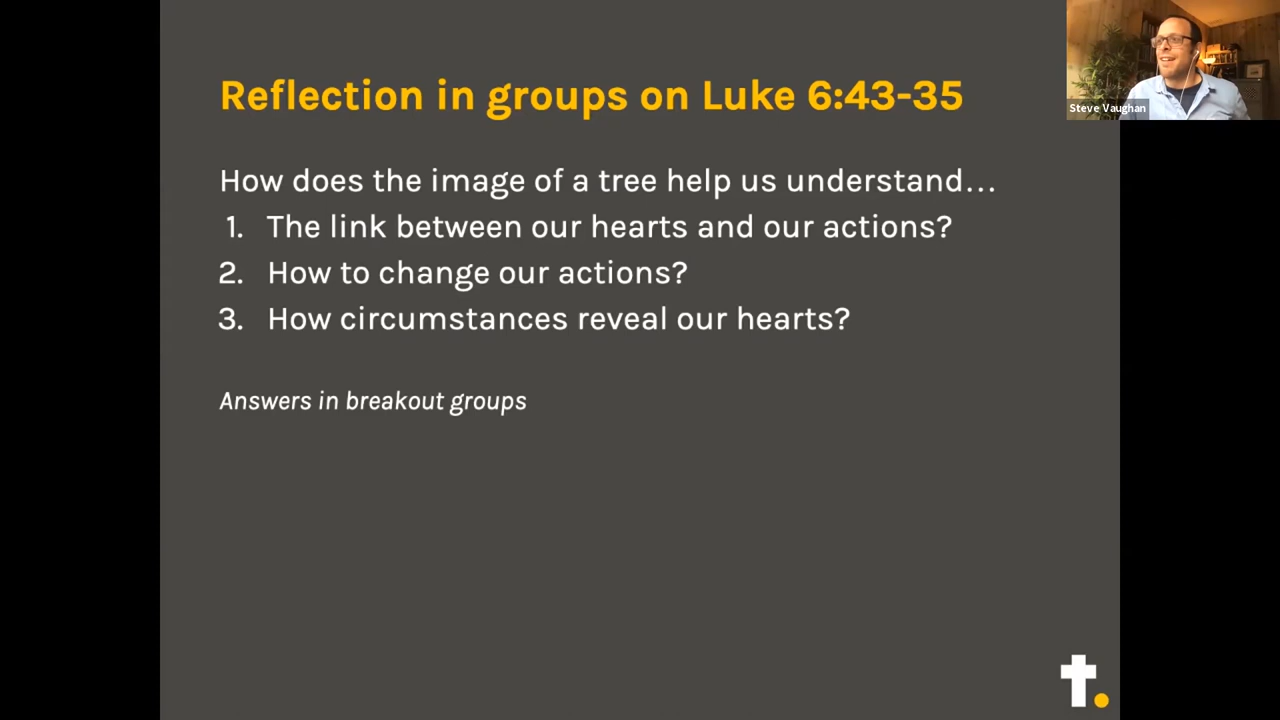 Reflection in groups on Luke 6:43-35
How does the image of a tree help us understand…
1. The link between our hearts and our actions?
2. How to change our actions?
3. How circumstances reveal our hearts?
Answers in breakout groups
Steve Vaughan
t.